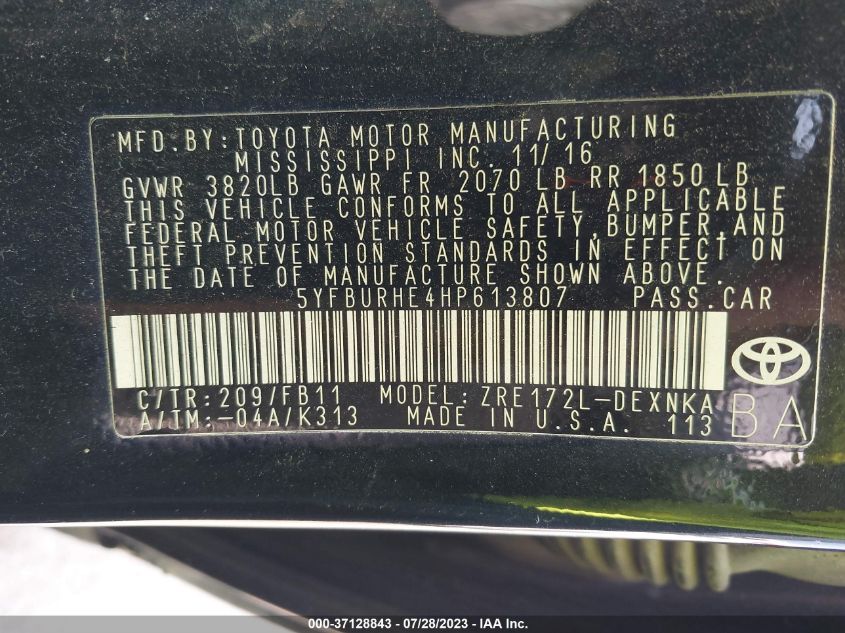 MFD.BY:TOYOTA MOTOR MANUFACTURING
MISSISSIPPI INC. 11/16
GVWR 3820LB GAWR FR 2070 LB RR 1850 LB
THIS VEHICLE CONFORMS TO ALL APPLICABLE
FEDERAL MOTOR VEHICLE SAFETY,BUMPER,AND
THEFT PREVENTION STANDARDS IN EFFECT ON
THE DATE OF MANUFACTURE SHOWN ABOVE.
5YFBURHE4HP613807 PASS.CAR
C/TR:209/FB11 MODEL:ZRE172L-DEXNKA
A/TM:-04A/K313 MADE IN U.S.A. 113
BA
000-37128843 / 07/28/2023 - IAA Inc.